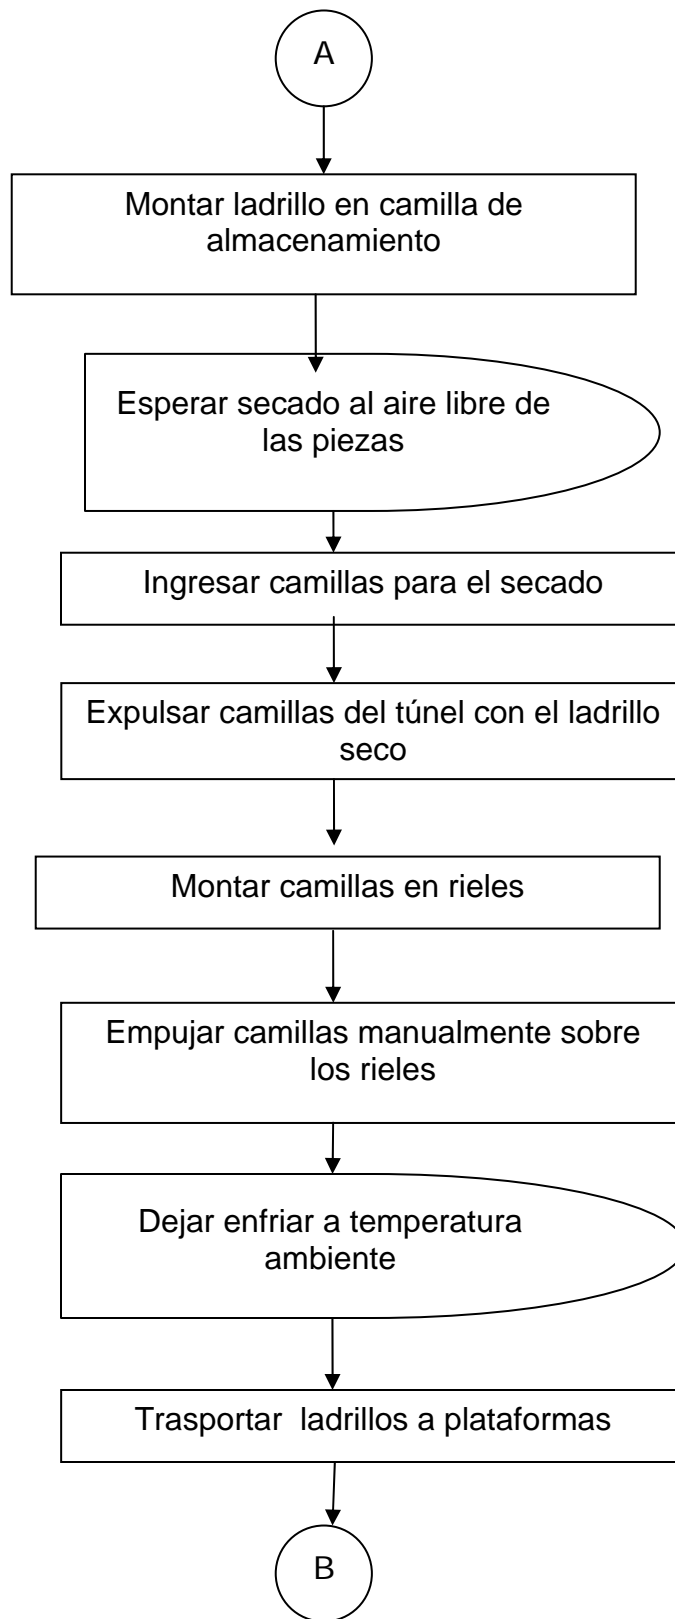 A
Montar ladrillo en camilla de
almacenamiento
Esperar secado al aire libre de
las piezas
Ingresar camillas para el secado
Expulsar camillas del túnel con el ladrillo
seco
Montar camillas en rieles
Empujar camillas manualmente sobre
los rieles
Dejar enfriar a temperatura
ambiente
Trasportar  ladrillos a plataformas
B